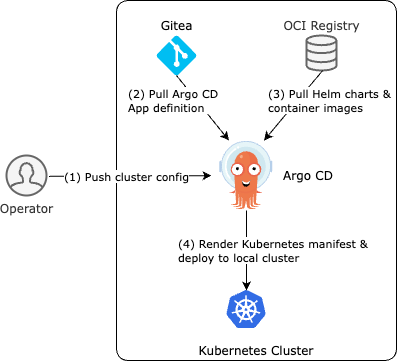 Gitea
OCI Registry
(2) Pull Argo CD
App definition
(3) Pull Helm charts &
container images
(1) Push cluster config
Argo CD
Operator
(4) Render Kubernetes manifest &
deploy to local cluster
Kubernetes Cluster